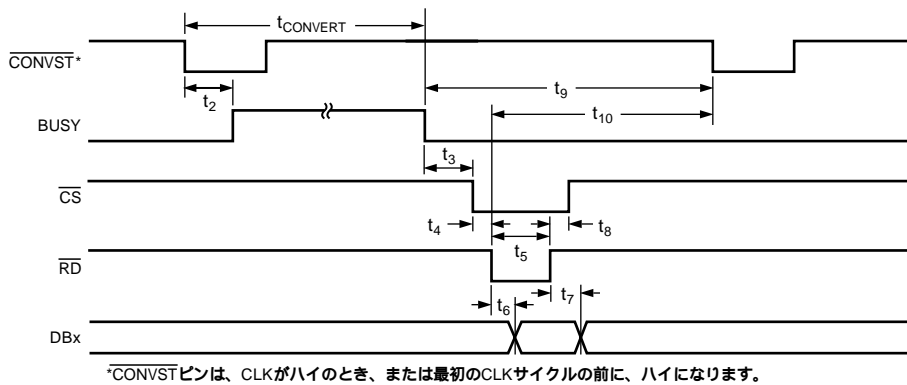 tCONVERT
CONVST*
t2
t9
BUSY
t10
t3
CS
t4
t8
t5
RD
t6
t7
DBx
*CONVSTピンは、CLKがハイのとき、または最初のCLKサイクルの前に、ハイになります。